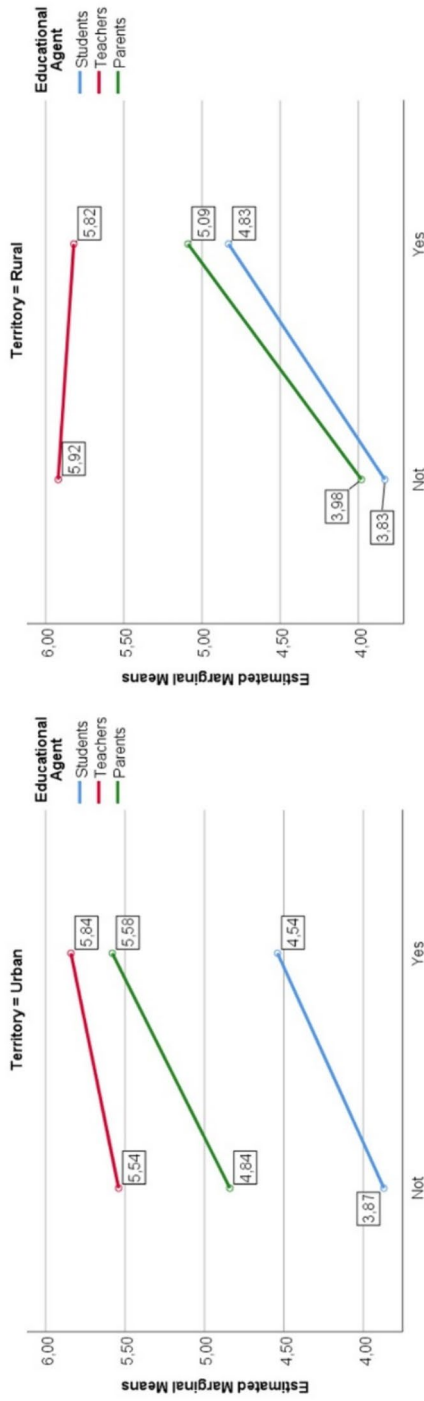 Territory = Urban
Educational
Agent
Students
Teachers
Parents
Estimated Marginal Means
6,00
5,50
5,00
4,50
4,00
5,54
5,84
4,84
5,58
3,87
4,54
Not
Yes
Territory = Rural
Educational
Agent
Students
Teachers
Parents
Estimated Marginal Means
6,00
5,50
5,00
4,50
4,00
5,92
5,82
3,98
5,09
3,83
4,83
Not
Yes